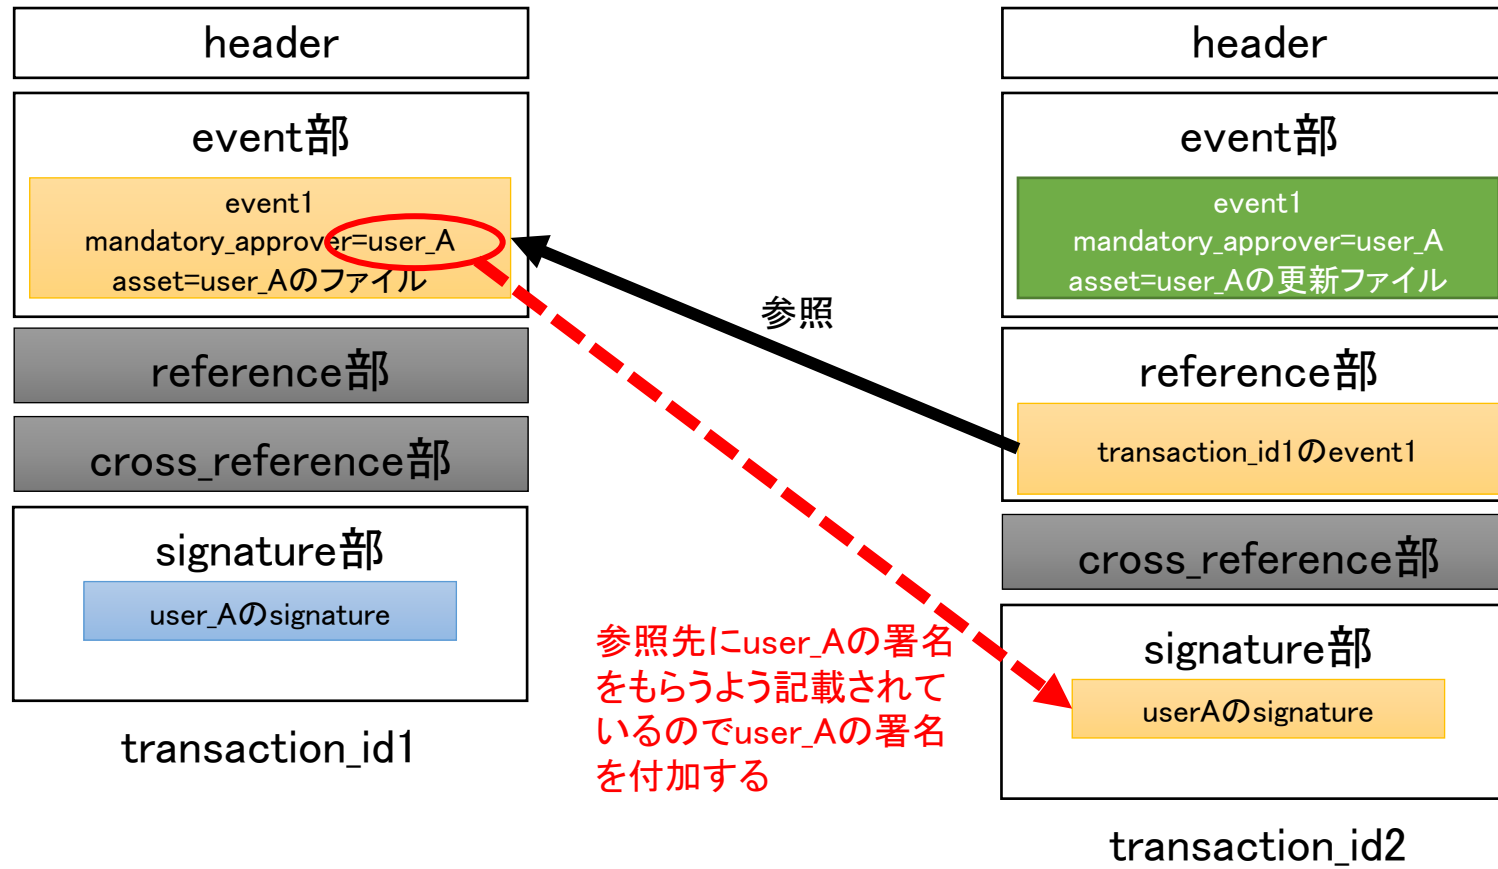 header
event部
event1
mandatory_approver=user_A
asset=user_Aのファイル
reference部
cross_reference部
signature部
user_Aのsignature
transaction_id1
参照
参照先にuser_Aの署名
をもらうよう記載されて
いるのでuser_Aの署名
を付加する
header
event部
event1
mandatory_approver=user_A
asset=user_Aの更新ファイル
reference部
transaction_id1のevent1
cross_reference部
signature部
userAのsignature
transaction_id2